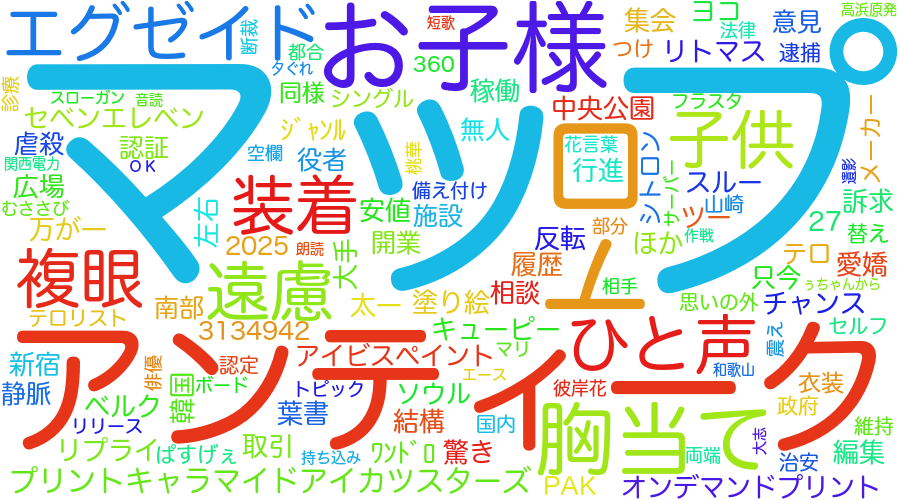 エグゼイド
断裁
お子様
短歌
集会
ヨコ
意見
法律
高浜原発
都合
夕ぐれ
360
つけ
リトマス
逮捕
診療
スローガン
音読
同様
シングル
稼働
中央公園
フラスタ
マップ
セブンエレベン
虐殺
認証
OK
空欄
役者
桃華
無人
花言葉
行進
子供
メーカー
遺影
関西電力
広場
むささび
左右
装着
備え付け
安値
施設
シトロン
サーバー
スルー
ツー
山崎
27
訴求
万が一
2025
朗読
大手
開業
ロ
反転
部分
ほか
作戦
テロ
替え
愛嬌
複眼
遠慮
履歴
相談
相手
只今
ぅちゃんから
南部
太一
塗り絵
上
思いの外
チャンス
テロリスト
3134942
キューピー
ひと声
震え
セルフ
アンティーク
新宿
俳優
認定
アイビスペイント
マリ
エース
彼岸花
和歌山
衣装
静脈
ベルク
韓国
ボード
トピック
ソウル
リリース
葉書
結構
国内
胸当て
政府
維持
大志
リプライ
ぱすげぇ
取引
持ち込み
ﾜﾝﾄﾞﾛ
驚き
両端
治安
編集
プリントキャラマイドアイカツスターズ
PAK
オンデマンドプリント
ｼﾞｬﾝﾙ